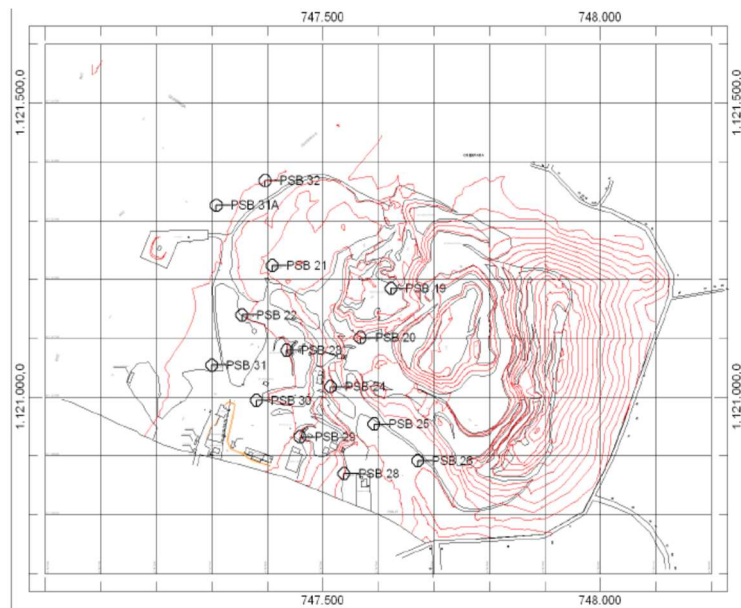 747.500
748.000
1.121.500,0
1.121.500,0
PSB 32
PSB 31A
PSB 21
PSB 19
PSB 22
PSB 20
PSB 23
PSB 31
PSB 24
PSB 30
PSB 25
PSB 29
PSB 26
PSB 28
1.121.000,0
1.121.000,0
747.500
748.000